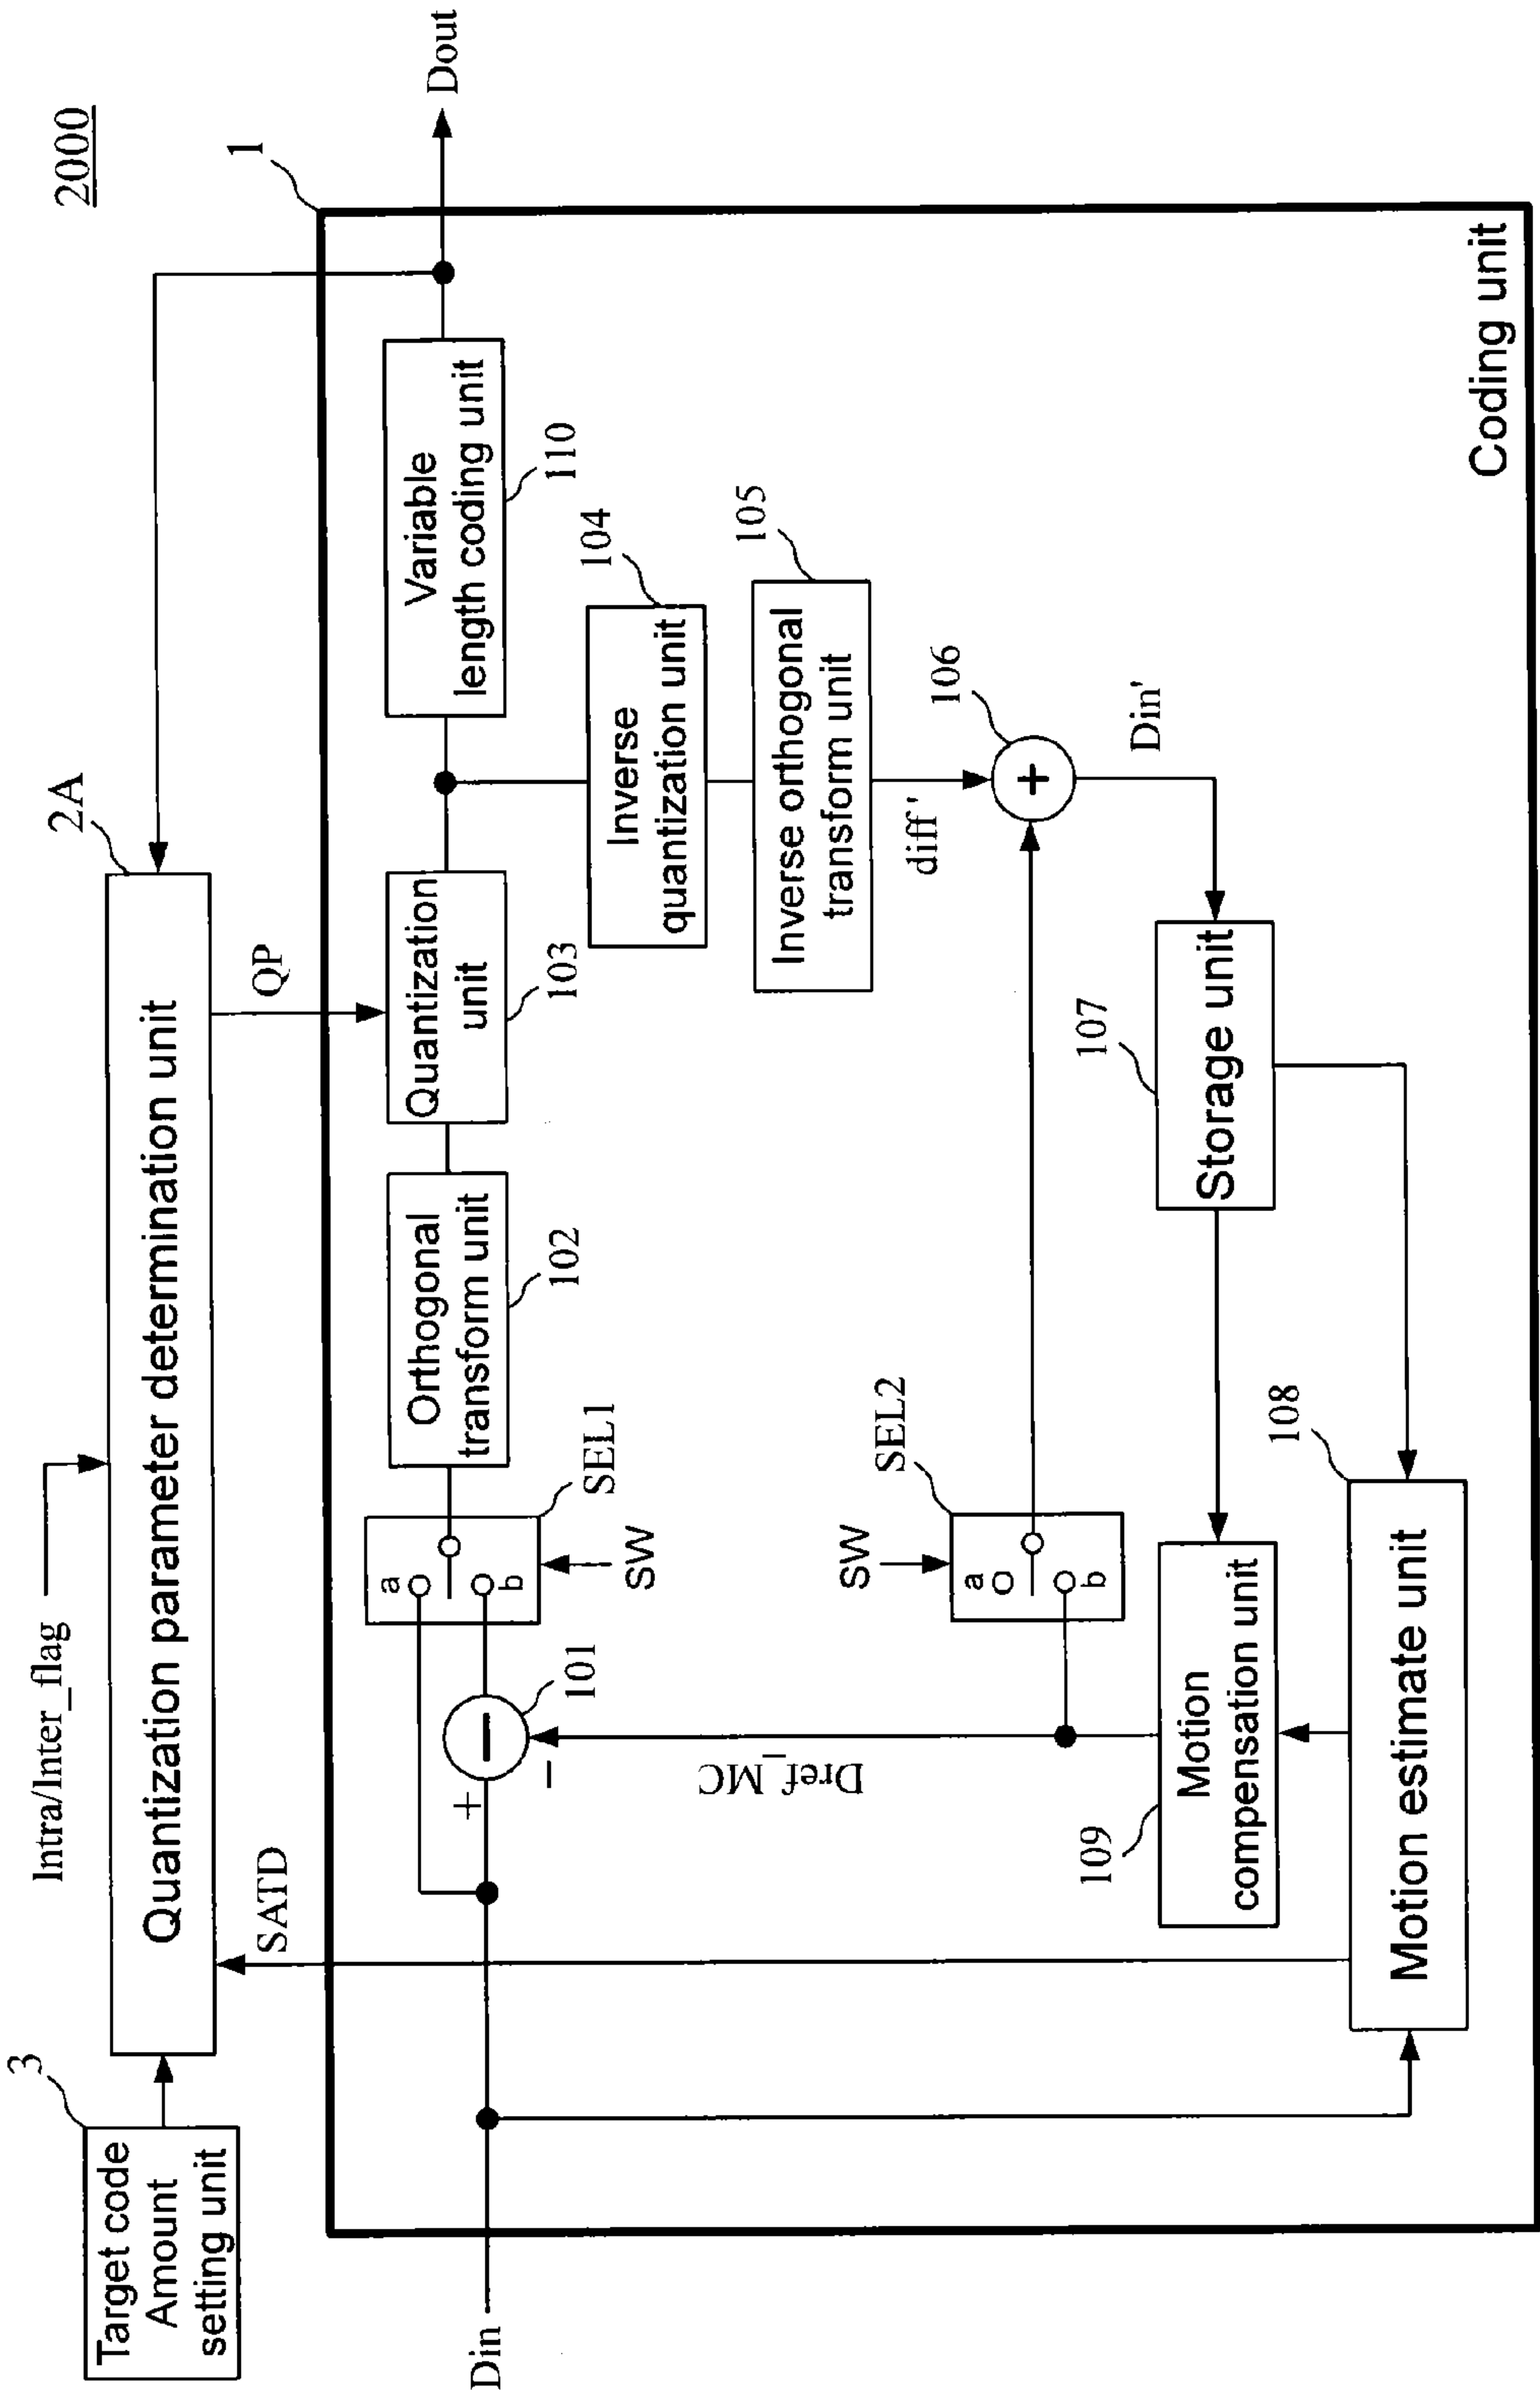 2000
Intra/Inter_flag
3
Target code
Amount
setting unit
2A
Quantization parameter determination unit
SATD
QP
1
Din
Dout
+
−
−
101
a
b
SEL1
SW
Orthogonal
transform unit
102
Quantization
unit
103
Variable
length coding unit
110
Inverse
quantization unit
104
Inverse orthogonal
transform unit
105
diff'
+
106
Din'
Dref_MC
SW
SEL2
a
b
Motion
compensation unit
109
Storage unit
107
Motion estimate unit
108
Coding unit